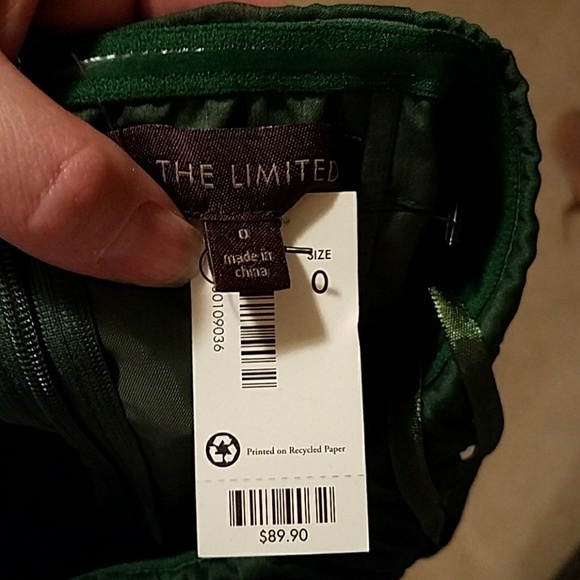 THE LIMITED
0
made in
china
SIZE
0
Printed on Recycled Paper
$89.90